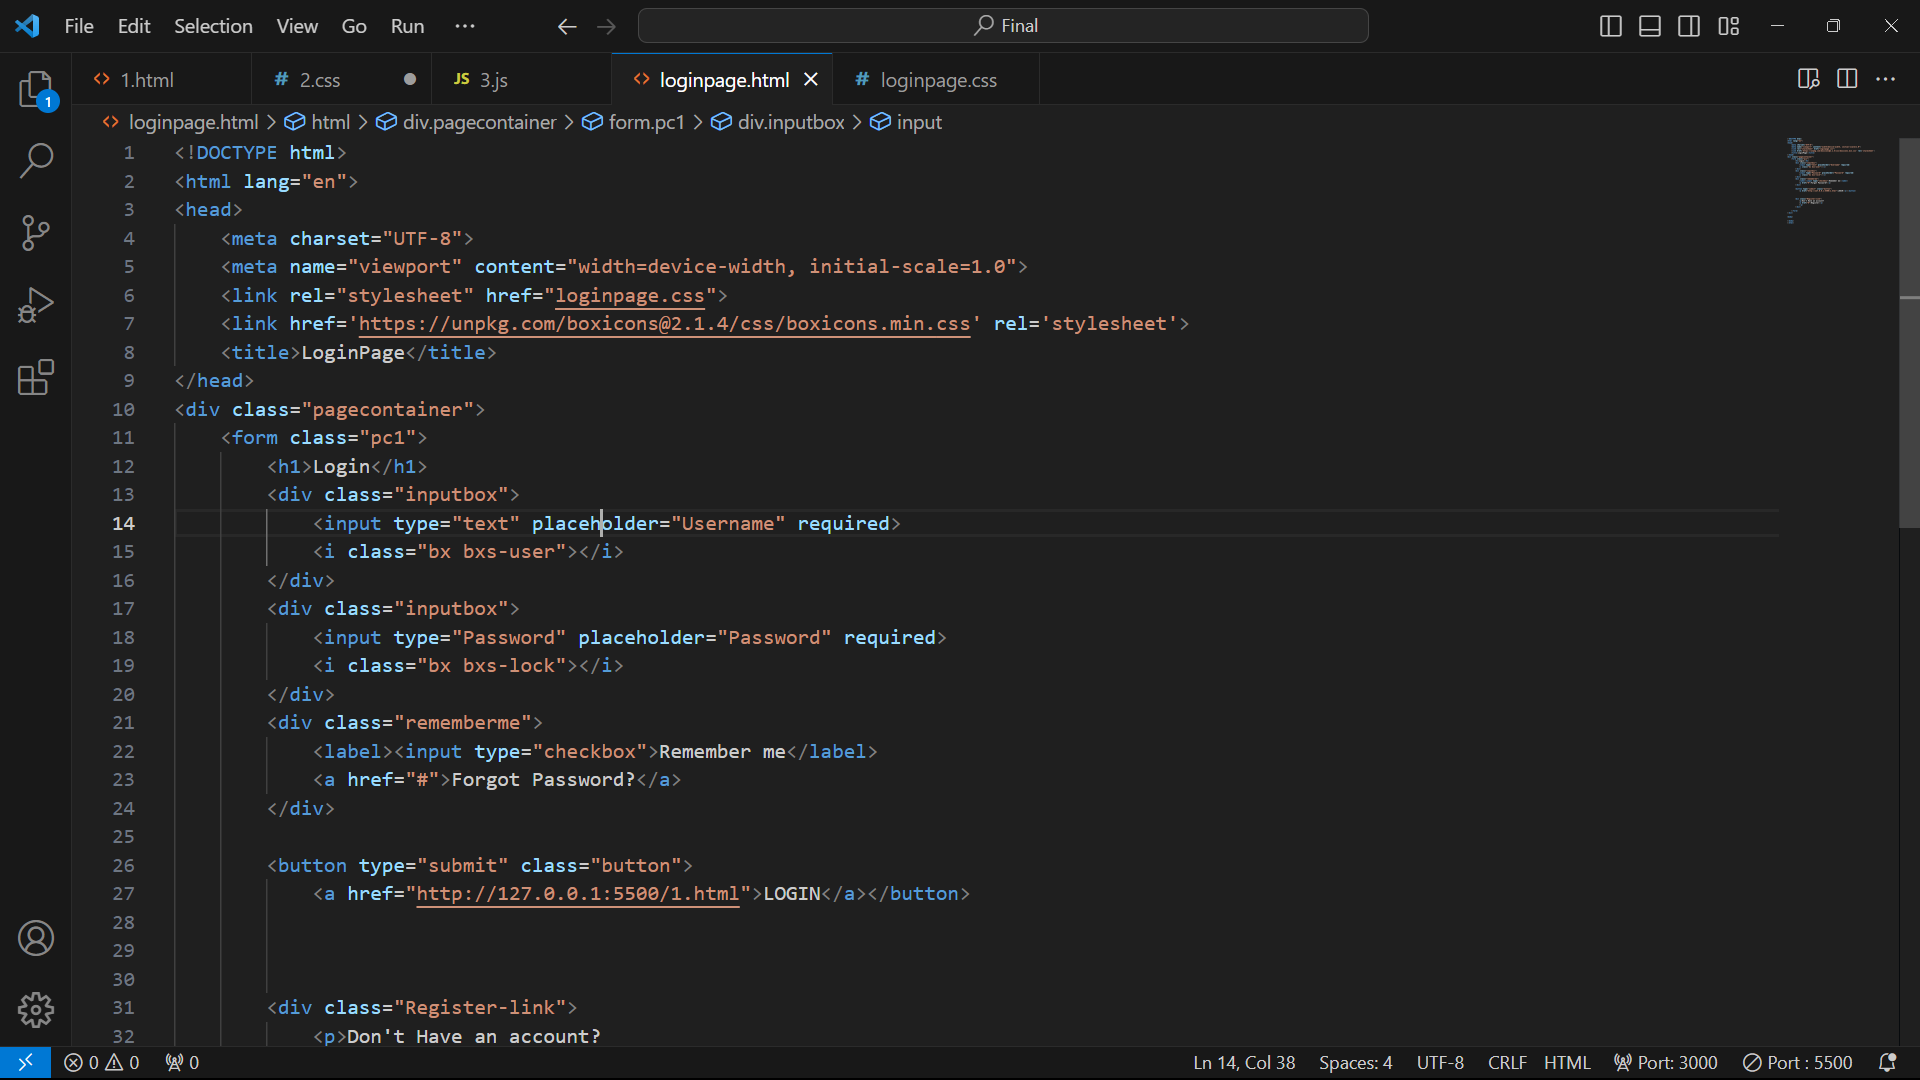 File Edit Selection View Go Run ··· Final
1.html # 2.css JS 3.js loginpage.html # loginpage.css
1
loginpage.html > html > div.pagecontainer > form.pc1 > div.inputbox > input
1 <!DOCTYPE html>
2 <html lang="en">
3 <head>
4 <meta charset="UTF-8">
5 <meta name="viewport" content="width=device-width, initial-scale=1.0">
6 <link rel="stylesheet" href="loginpage.css">
7 <link href='https://unpkg.com/boxicons@2.1.4/css/boxicons.min.css' rel='stylesheet'>
8 <title>LoginPage</title>
9 </head>
10 <div class="pagecontainer">
11 <form class="pc1">
12 <h1>Login</h1>
13 <div class="inputbox">
14 <input type="text" placeholder="Username" required>
15 <i class="bx bxs-user"></i>
16 </div>
17 <div class="inputbox">
18 <input type="Password" placeholder="Password" required>
19 <i class="bx bxs-lock"></i>
20 </div>
21 <div class="rememberme">
22 <label><input type="checkbox">Remember me</label>
23 <a href="#">Forgot Password?</a>
24 </div>
25
26 <button type="submit" class="button">
27 <a href="http://127.0.0.1:5500/1.html">LOGIN</a></button>
28
29
30
31 <div class="Register-link">
32 <p>Don't Have an account?
0 0 0 Ln 14, Col 38 Spaces: 4 UTF-8 CRLF HTML Port: 3000 Port : 5500